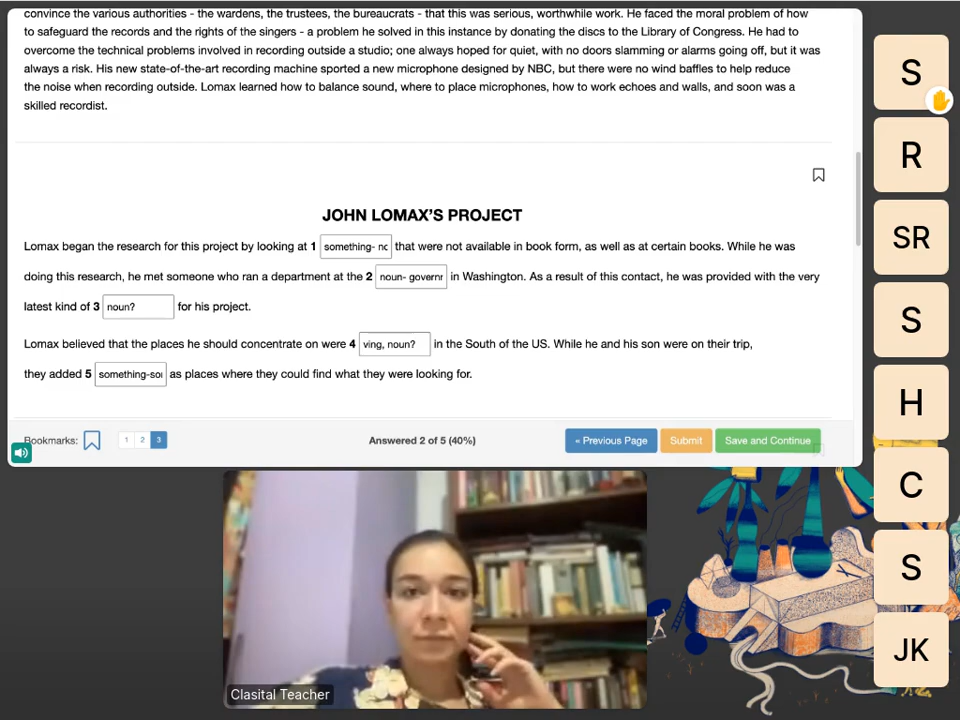 convince the various authorities - the wardens, the trustees, the bureaucrats - that this was serious, worthwhile work. He faced the moral problem of how
to safeguard the records and the rights of the singers - a problem he solved in this instance by donating the discs to the Library of Congress. He had to
overcome the technical problems involved in recording outside a studio; one always hoped for quiet, with no doors slamming or alarms going off, but it was
always a risk. His new state-of-the-art recording machine sported a new microphone designed by NBC, but there were no wind baffles to help reduce
the noise when recording outside. Lomax learned how to balance sound, where to place microphones, how to work echoes and walls, and soon was a
skilled recordist.
JOHN LOMAX'S PROJECT
Lomax began the research for this project by looking at 1 something- no that were not available in book form, as well as at certain books. While he was
doing this research, he met someone who ran a department at the 2 noun- governr in Washington. As a result of this contact, he was provided with the very
latest kind of 3 noun? for his project.
Lomax believed that the places he should concentrate on were 4 ving, noun? in the South of the US. While he and his son were on their trip,
they added 5 something-soı as places where they could find what they were looking for.
Bookmarks: 1 2 3 Answered 2 of 5 (40%) « Previous Page Submit Save and Continue
S
R
SR
S
H
C
S
JK
Clasital Teacher